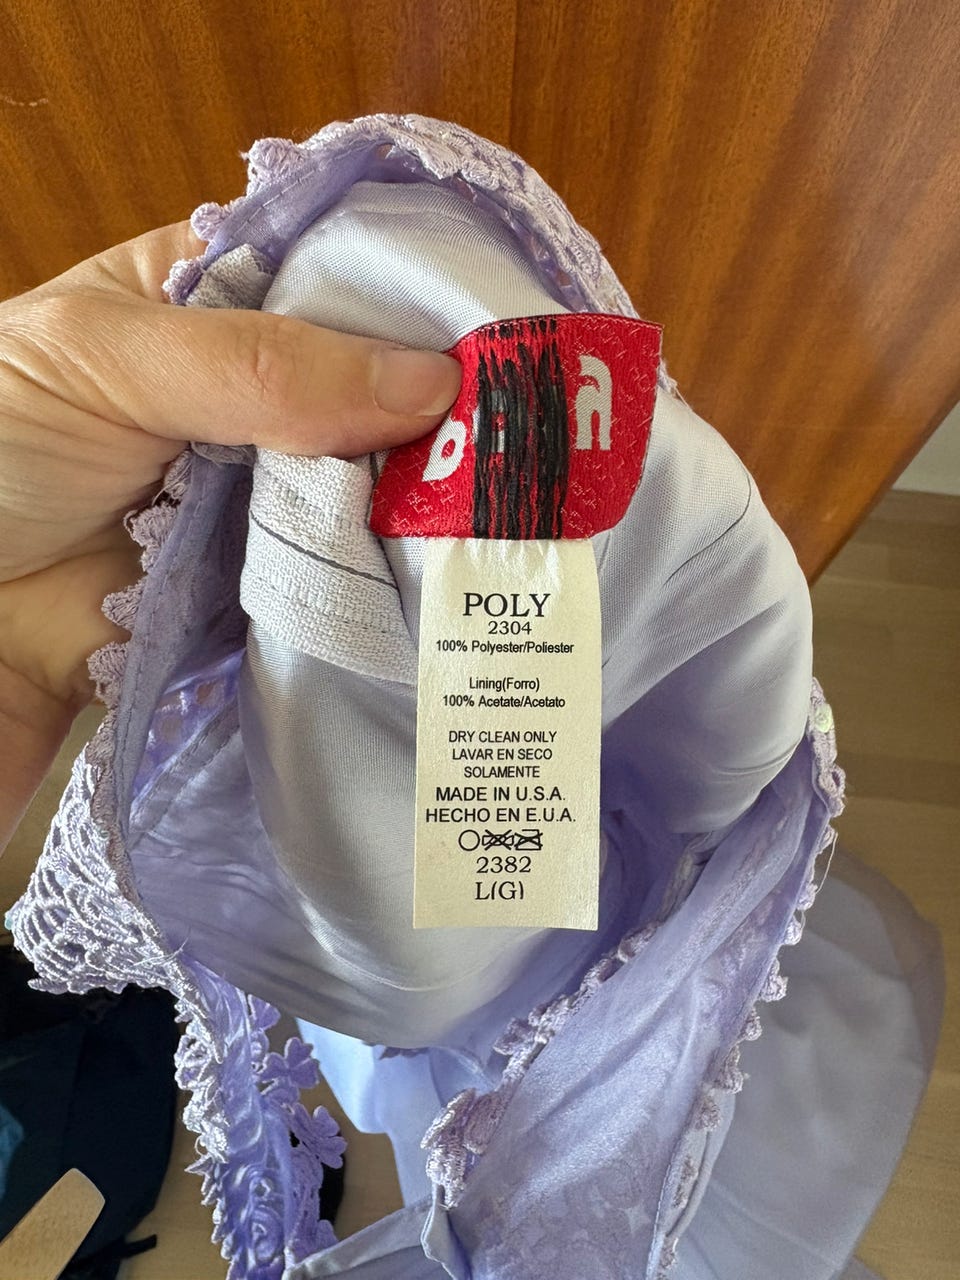 POLY
2304
100% Polyester/Poliester
Lining(Forro)
100% Acetate/Acetato
DRY CLEAN ONLY
LAVAR EN SECO
SOLAMENTE
MADE IN U.S.A.
HECHO EN E.U.A.
2382
L(G)